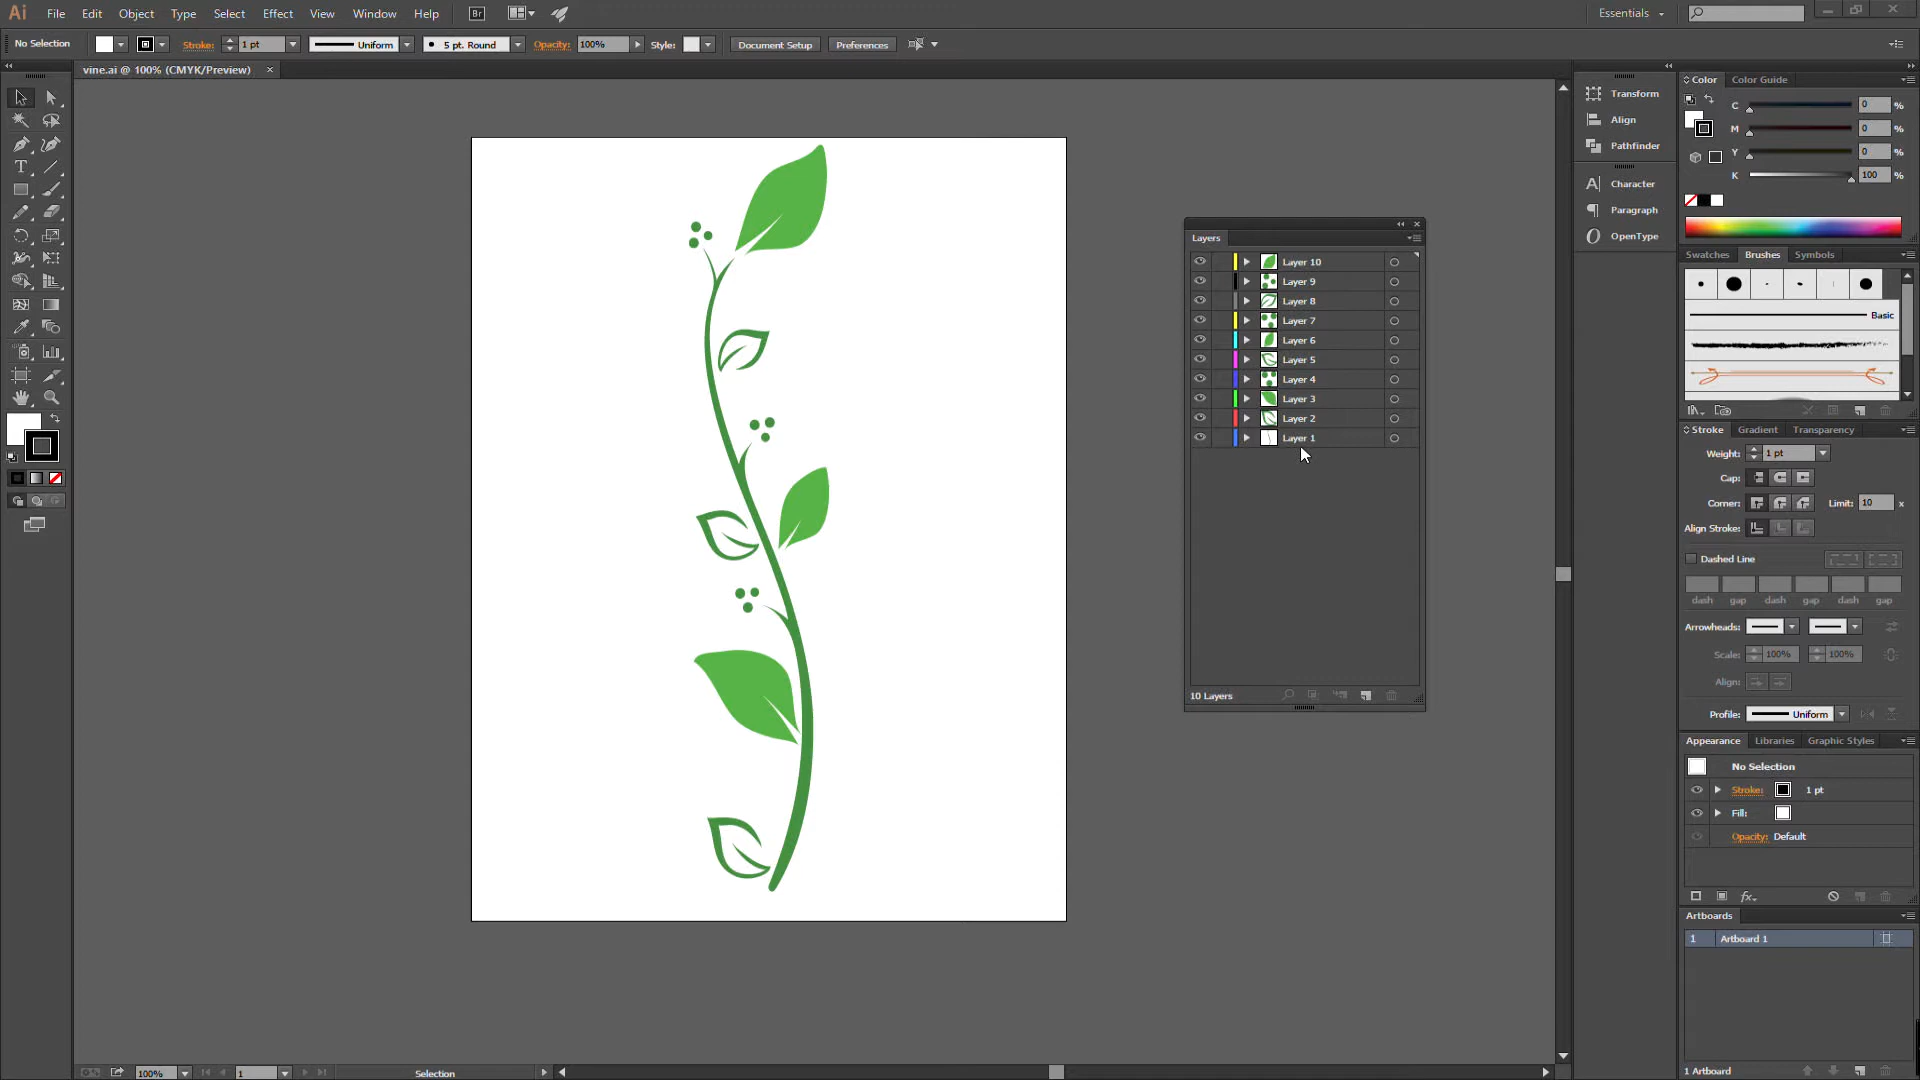 Ai File Edit Object Type Select Effect View Window Help Br Essentials
No Selection Stroke: 1 pt Uniform 5 pt. Round Opacity: 100% Style: Document Setup Preferences
vine.ai @ 100% (CMYK/Preview)
Layers
Layer 10
Layer 9
Layer 8
Layer 7
Layer 6
Layer 5
Layer 4
Layer 3
Layer 2
Layer 1
10 Layers
Transform
Align
Pathfinder
Character
Paragraph
OpenType
Color Color Guide
C 0 %
M 0 %
Y 0 %
K 100 %
Swatches Brushes Symbols
Basic
Stroke Gradient Transparency
Weight: 1 pt
Cap:
Corner: Limit: 10 x
Align Stroke:
Dashed Line
dash gap dash gap dash gap
Arrowheads:
Scale: 100% 100%
Align:
Profile: Uniform
Appearance Libraries Graphic Styles
No Selection
Stroke: 1 pt
Fill:
Opacity: Default
fx
Artboards
1 Artboard 1
1 Artboard
100% 1 Selection